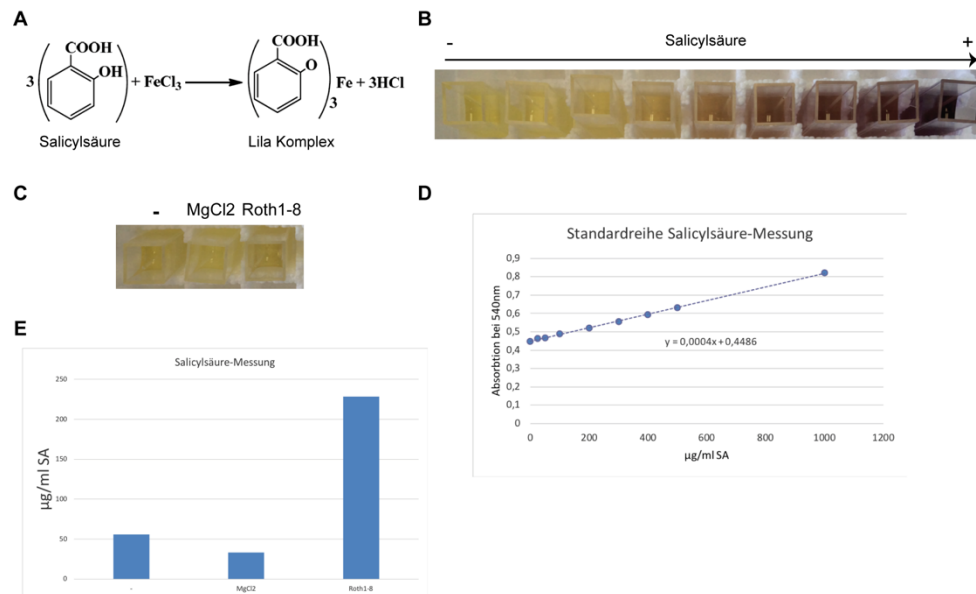 A
3 ( COOH OH ) + FeCl3 → ( COOH O )3 Fe + 3HCl
Salicylsäure
Lila Komplex
B
Salicylsäure
- +
C
- MgCl2 Roth1-8
D
Standardreihe Salicylsäure-Messung
Absorbtion bei 540nm
0,9
0,8
0,7
0,6
0,5
0,4
0,3
0,2
0,1
0
y = 0,0004x + 0,4486
0 200 400 600 800 1000 1200
µg/ml SA
E
Salicylsäure-Messung
µg/ml SA
250
200
150
100
50
0
- MgCl2 Roth1-8